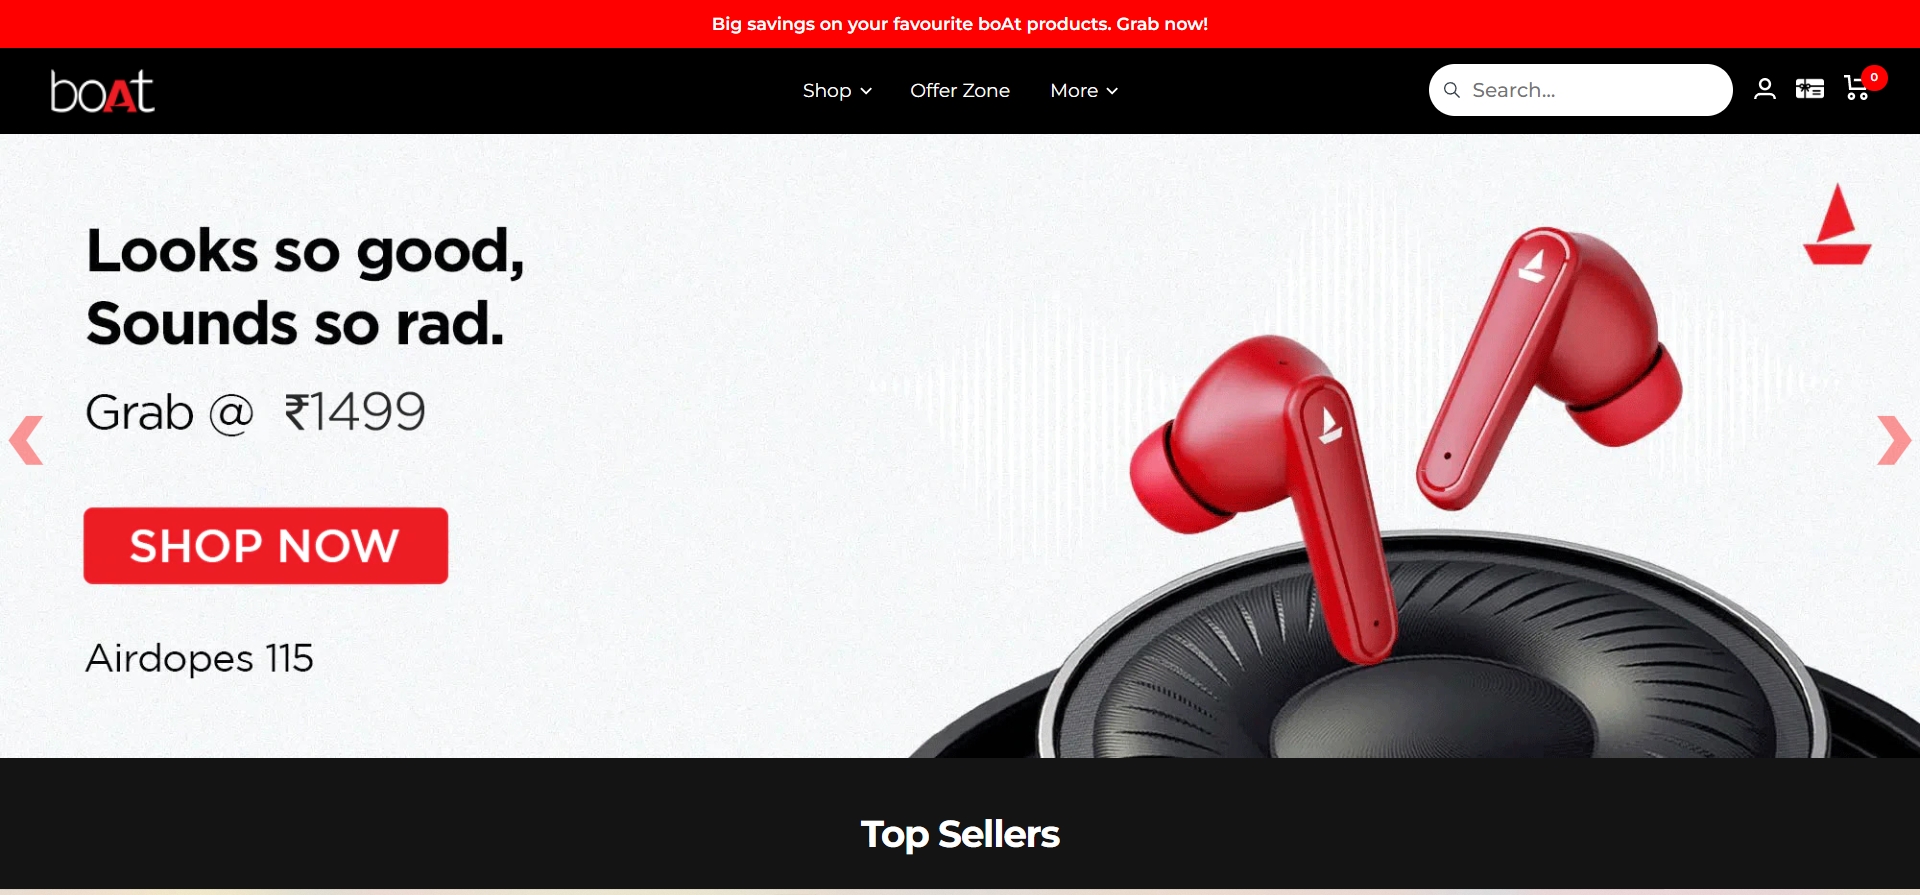 Big savings on your favourite boAt products. Grab now!
boAt
Shop
Offer Zone
More
Search...
0
Looks so good,
Sounds so rad.
Grab @ ₹1499
SHOP NOW
Airdopes 115
Top Sellers